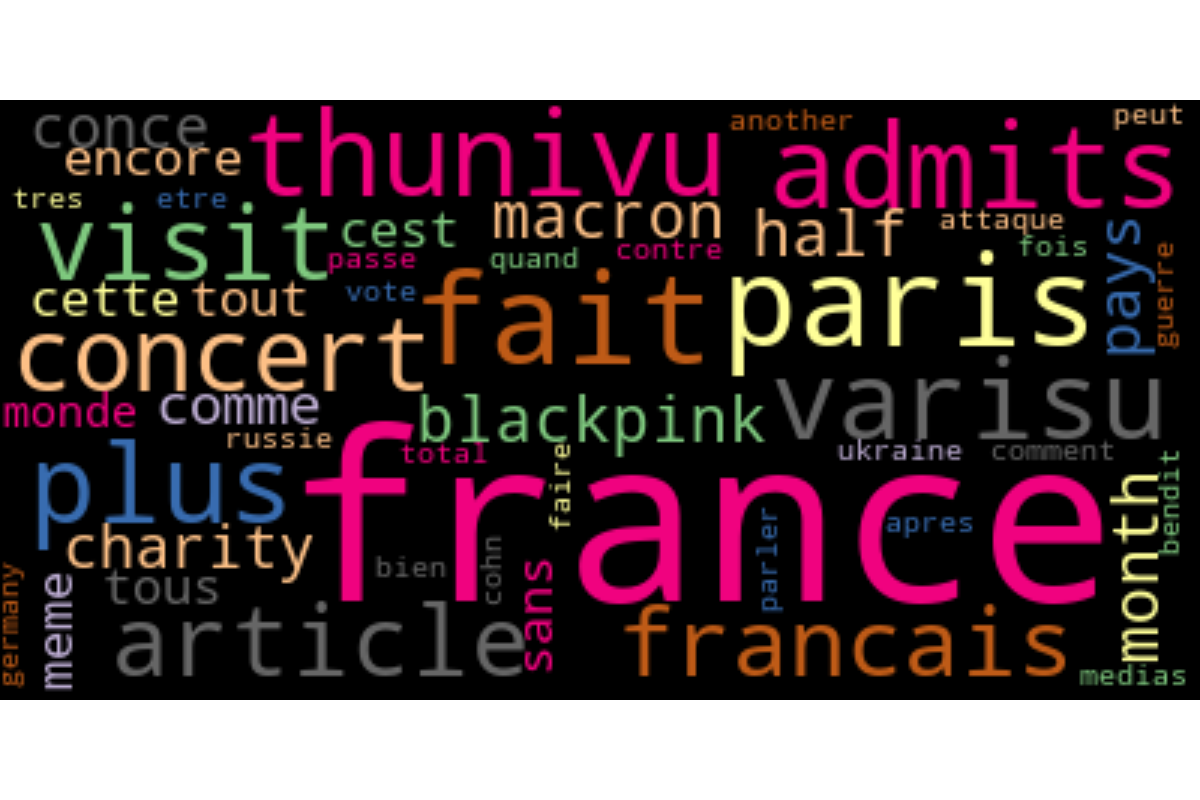 conce
thunivu
another
peut
encore
admits
tres
etre
visit
cest
macron
half
attaque
pays
passe
quand
contre
fois
guerre
cette
tout
vote
fait
paris
concert
monde
comme
blackpink
varisu
russie
total
france
ukraine
comment
plus
faire
month
bendit
charity
bien
cohn
parler
apres
germany
meme
tous
sans
article
francais
medias